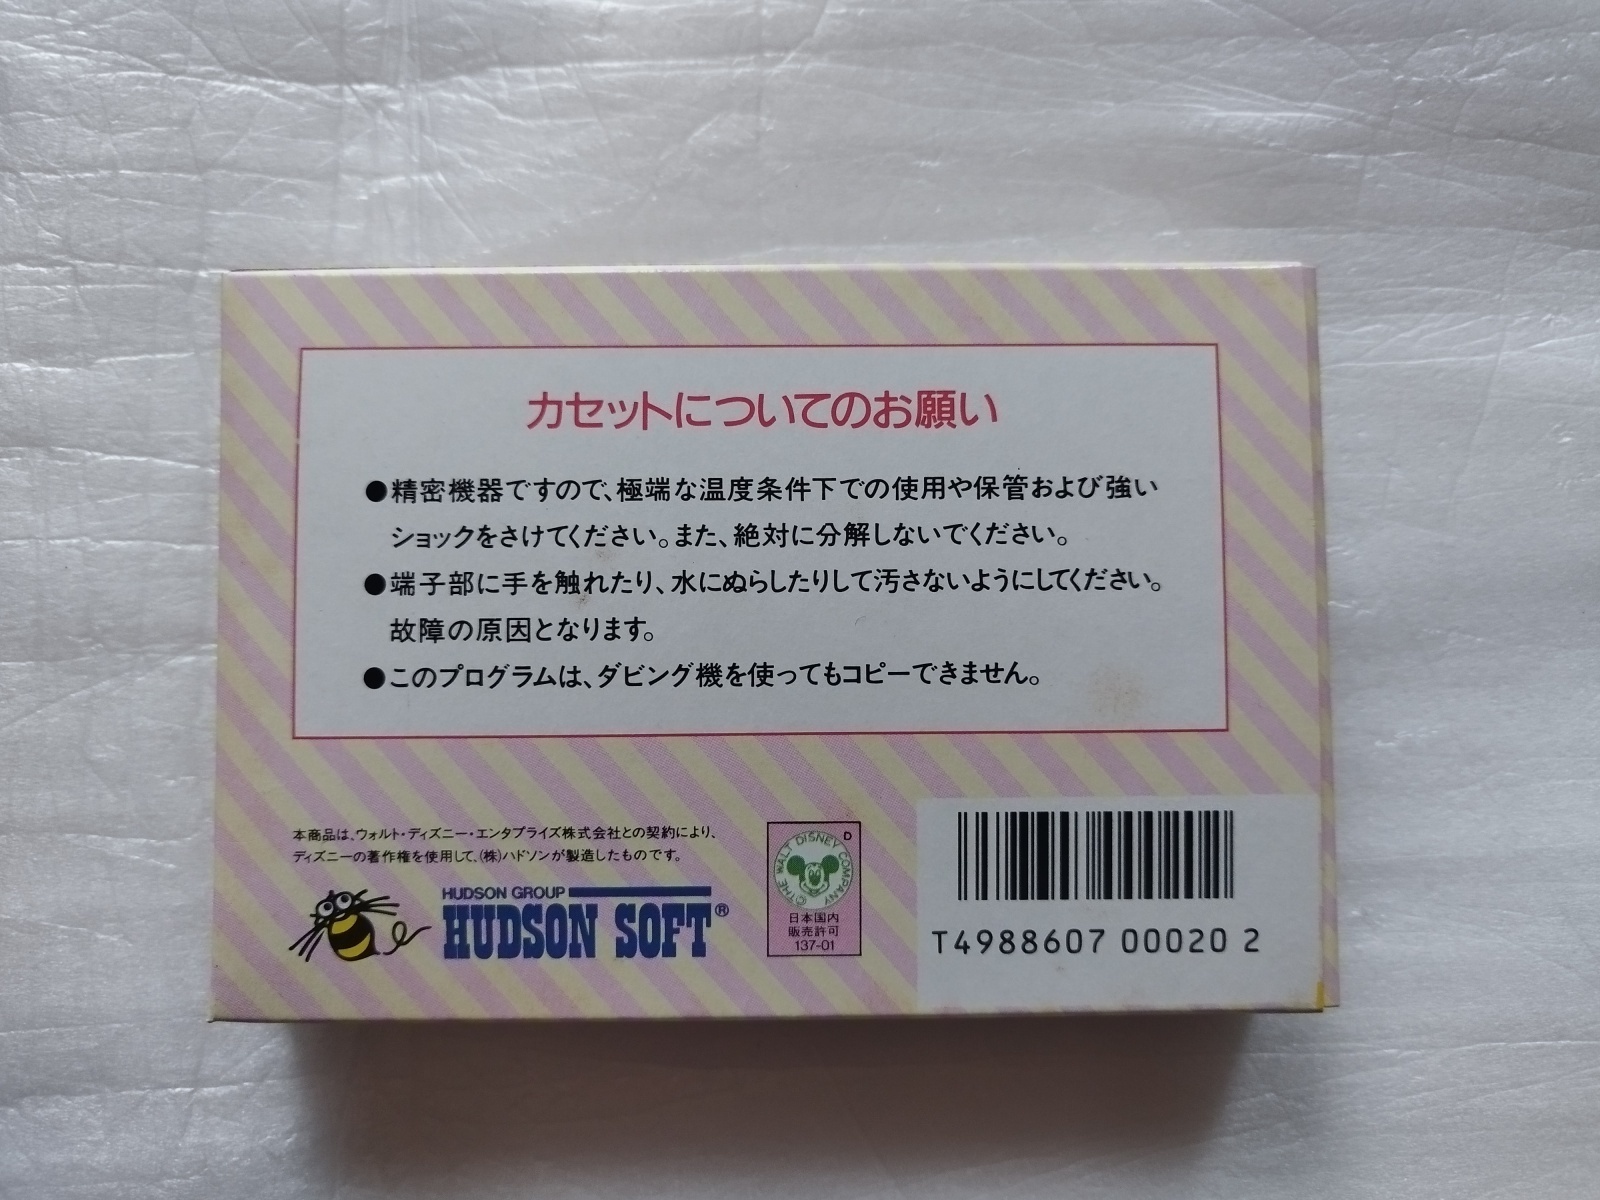 カセットについてのお願い
●精密機器ですので、極端な温度条件下での使用や保管および強い
ショックをさけてください。また、絶対に分解しないでください。
●端子部に手を触れたり、水にぬらしたりして汚さないようにしてください。
故障の原因となります。
●このプログラムは、ダビング機を使ってもコピーできません。
本商品は、ウォルト・ディズニー・エンタプライズ株式会社との契約により、
ディズニーの著作権を使用して、(株)ハドソンが製造したものです。
HUDSON GROUP
HUDSON SOFT®
D
©THE WALT DISNEY COMPANY
日本国内
販売許可
137-01
T4988607 00020 2